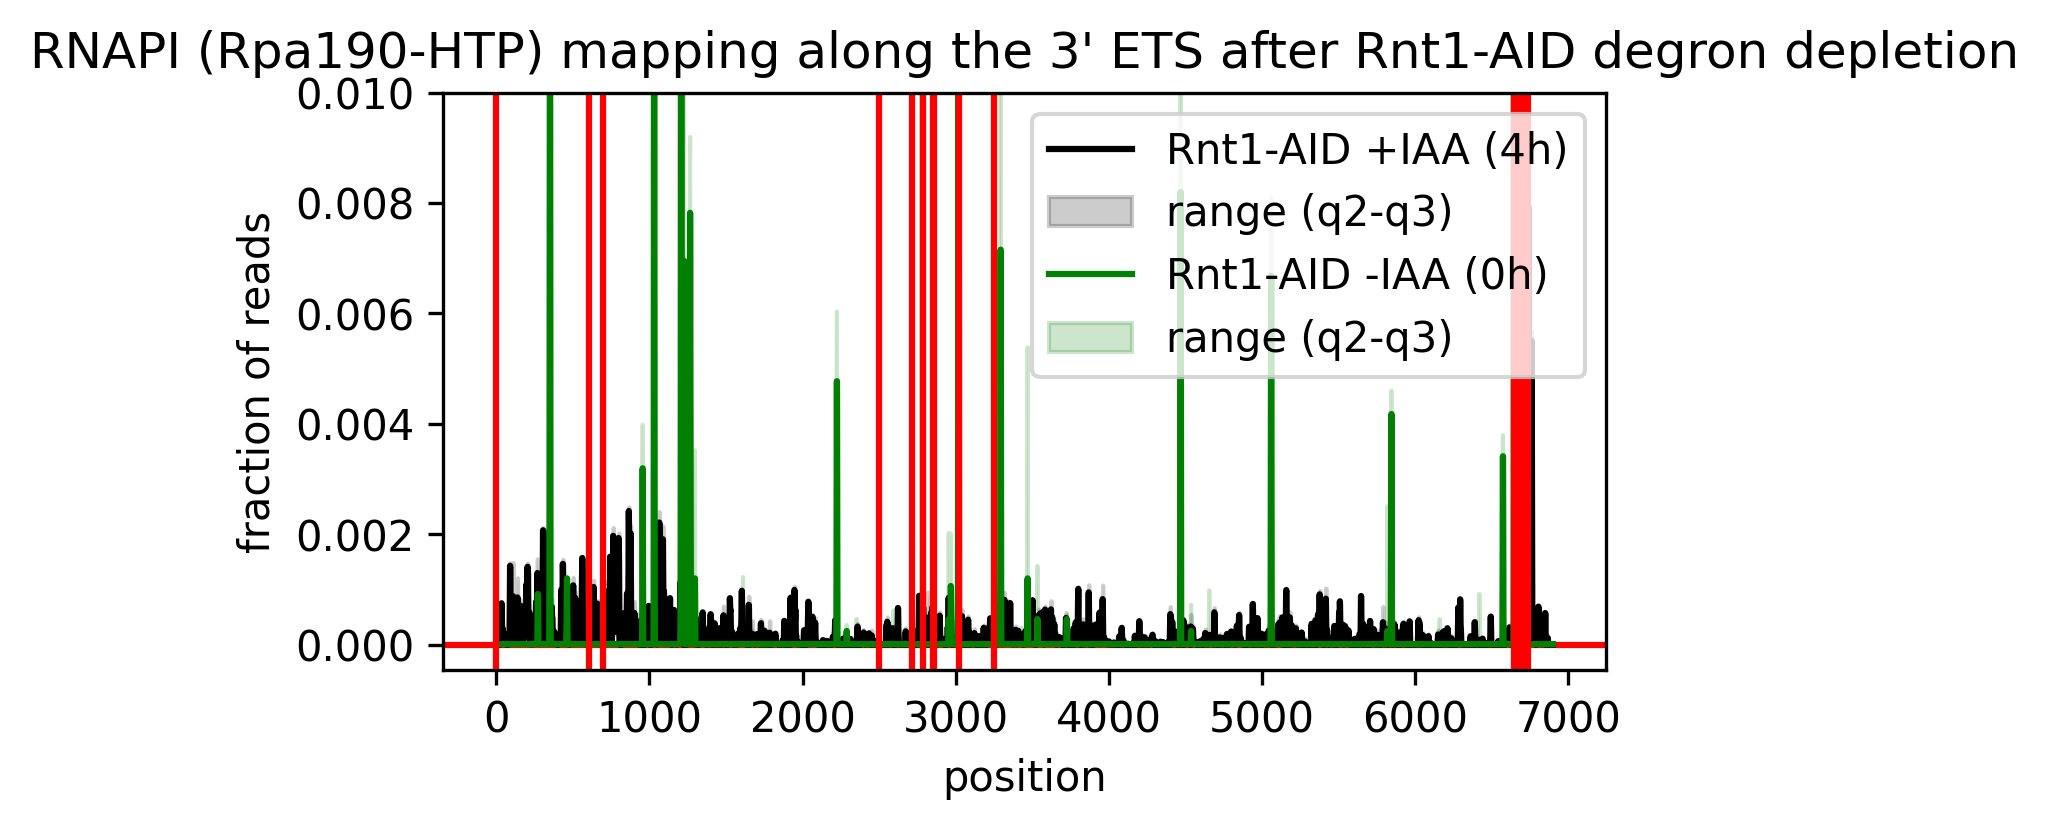 RNAPI (Rpa190-HTP) mapping along the 3' ETS after Rnt1-AID degron depletion
0.010
0.008
0.006
0.004
0.002
0.000
fraction of reads
Rnt1-AID +IAA (4h)
range (q2-q3)
Rnt1-AID -IAA (0h)
range (q2-q3)
0 1000 2000 3000 4000 5000 6000 7000
position